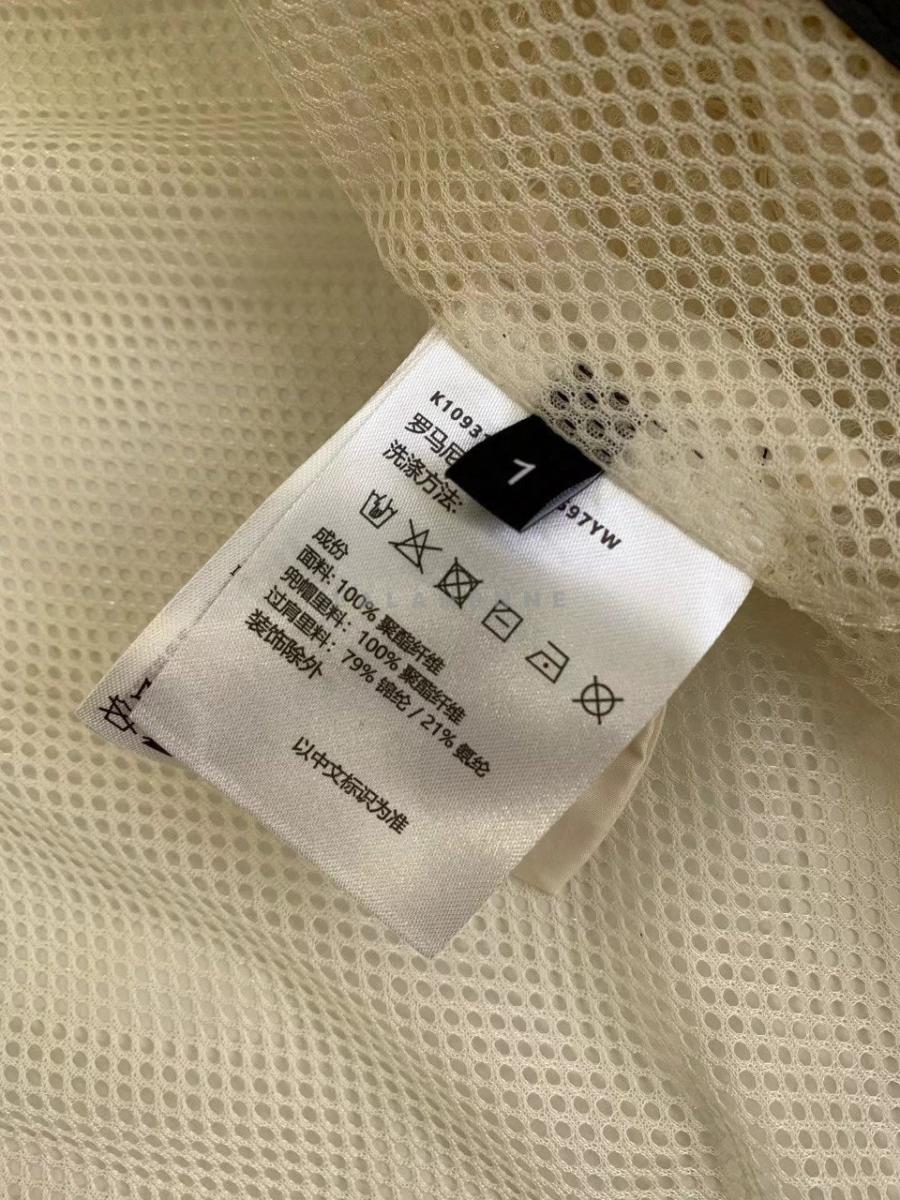 1
K1093
597YW
罗马尼
洗涤方法:
成份
面料: 100% 聚酯纤维
兜帽里料: 100% 聚酯纤维
过肩里料: 79% 锦纶 / 21% 氨纶
装饰除外
以中文标识为准